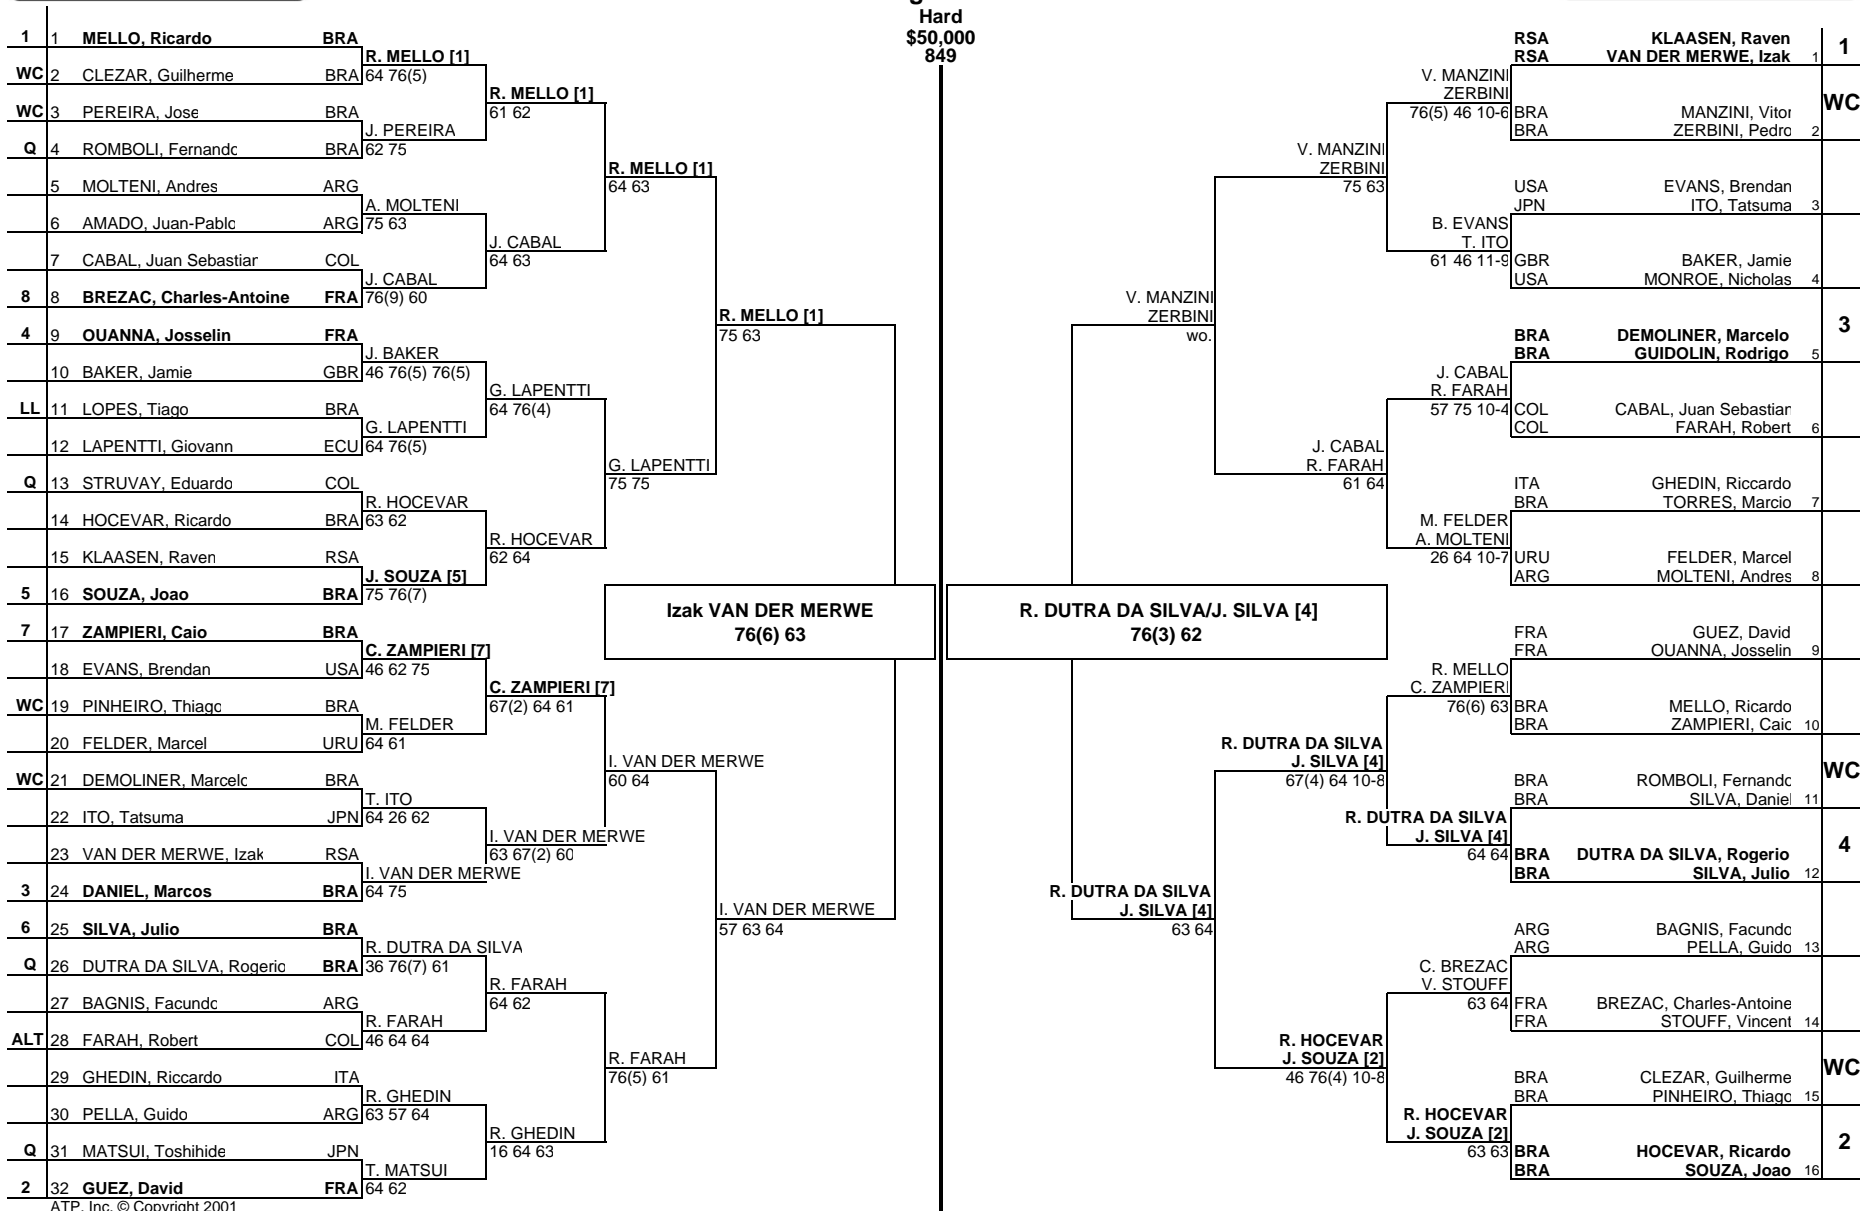 Hard
$50,000
849
1 1 MELLO, Ricardo BRA
R. MELLO [1]
WC 2 CLEZAR, Guilherme BRA 64 76(5)
R. MELLO [1]
WC 3 PEREIRA, Jose BRA 61 62
J. PEREIRA
Q 4 ROMBOLI, Fernando BRA 62 75
R. MELLO [1]
5 MOLTENI, Andres ARG 64 63
A. MOLTENI
6 AMADO, Juan-Pablo ARG 75 63
J. CABAL
7 CABAL, Juan Sebastian COL 64 63
J. CABAL
8 8 BREZAC, Charles-Antoine FRA 76(9) 60
R. MELLO [1]
4 9 OUANNA, Josselin FRA 75 63
J. BAKER
10 BAKER, Jamie GBR 46 76(5) 76(5)
G. LAPENTTI
LL 11 LOPES, Tiago BRA 64 76(4)
G. LAPENTTI
12 LAPENTTI, Giovann ECU 64 76(5)
G. LAPENTTI
Q 13 STRUVAY, Eduardo COL 75 75
R. HOCEVAR
14 HOCEVAR, Ricardo BRA 63 62
R. HOCEVAR
15 KLAASEN, Raven RSA 62 64
J. SOUZA [5]
5 16 SOUZA, Joao BRA 75 76(7)
Izak VAN DER MERWE
76(6) 63
7 17 ZAMPIERI, Caio BRA
C. ZAMPIERI [7]
18 EVANS, Brendan USA 46 62 75
C. ZAMPIERI [7]
WC 19 PINHEIRO, Thiago BRA 67(2) 64 61
M. FELDER
20 FELDER, Marcel URU 64 61
I. VAN DER MERWE
WC 21 DEMOLINER, Marcelo BRA 60 64
T. ITO
22 ITO, Tatsuma JPN 64 26 62
I. VAN DER MERWE
23 VAN DER MERWE, Izak RSA 63 67(2) 60
I. VAN DER MERWE
3 24 DANIEL, Marcos BRA 64 75
I. VAN DER MERWE
6 25 SILVA, Julio BRA 57 63 64
R. DUTRA DA SILVA
Q 26 DUTRA DA SILVA, Rogerio BRA 36 76(7) 61
R. FARAH
27 BAGNIS, Facundo ARG 64 62
R. FARAH
ALT 28 FARAH, Robert COL 46 64 64
R. FARAH
29 GHEDIN, Riccardo ITA 76(5) 61
R. GHEDIN
30 PELLA, Guido ARG 63 57 64
R. GHEDIN
Q 31 MATSUI, Toshihide JPN 16 64 63
T. MATSUI
2 32 GUEZ, David FRA 64 62
ATP, Inc. © Copyright 2001
RSA KLAASEN, Raven 1
RSA VAN DER MERWE, Izak 1
V. MANZINI
ZERBINI
WC
76(5) 46 10-6 BRA MANZINI, Vitor
BRA ZERBINI, Pedro 2
V. MANZINI
ZERBINI
75 63
USA EVANS, Brendan
JPN ITO, Tatsuma 3
B. EVANS
T. ITO
61 46 11-9 GBR BAKER, Jamie
USA MONROE, Nicholas 4
V. MANZINI
ZERBINI
wo.
BRA DEMOLINER, Marcelo 3
BRA GUIDOLIN, Rodrigo 5
J. CABAL
R. FARAH
57 75 10-4 COL CABAL, Juan Sebastian
COL FARAH, Robert 6
J. CABAL
R. FARAH
61 64
ITA GHEDIN, Riccardo
BRA TORRES, Marcio 7
M. FELDER
A. MOLTENI
26 64 10-7 URU FELDER, Marcel
ARG MOLTENI, Andres 8
R. DUTRA DA SILVA/J. SILVA [4]
76(3) 62
FRA GUEZ, David
FRA OUANNA, Josselin 9
R. MELLO
C. ZAMPIERI
76(6) 63 BRA MELLO, Ricardo
BRA ZAMPIERI, Caio 10
R. DUTRA DA SILVA
J. SILVA [4]
67(4) 64 10-8
WC
BRA ROMBOLI, Fernando
BRA SILVA, Daniel 11
R. DUTRA DA SILVA
J. SILVA [4]
4
64 64 BRA DUTRA DA SILVA, Rogerio
BRA SILVA, Julio 12
R. DUTRA DA SILVA
J. SILVA [4]
63 64
ARG BAGNIS, Facundo
ARG PELLA, Guido 13
C. BREZAC
V. STOUFF
63 64 FRA BREZAC, Charles-Antoine
FRA STOUFF, Vincent 14
R. HOCEVAR
J. SOUZA [2]
46 76(4) 10-8
WC
BRA CLEZAR, Guilherme
BRA PINHEIRO, Thiago 15
R. HOCEVAR
J. SOUZA [2]
2
63 63 BRA HOCEVAR, Ricardo
BRA SOUZA, Joao 16